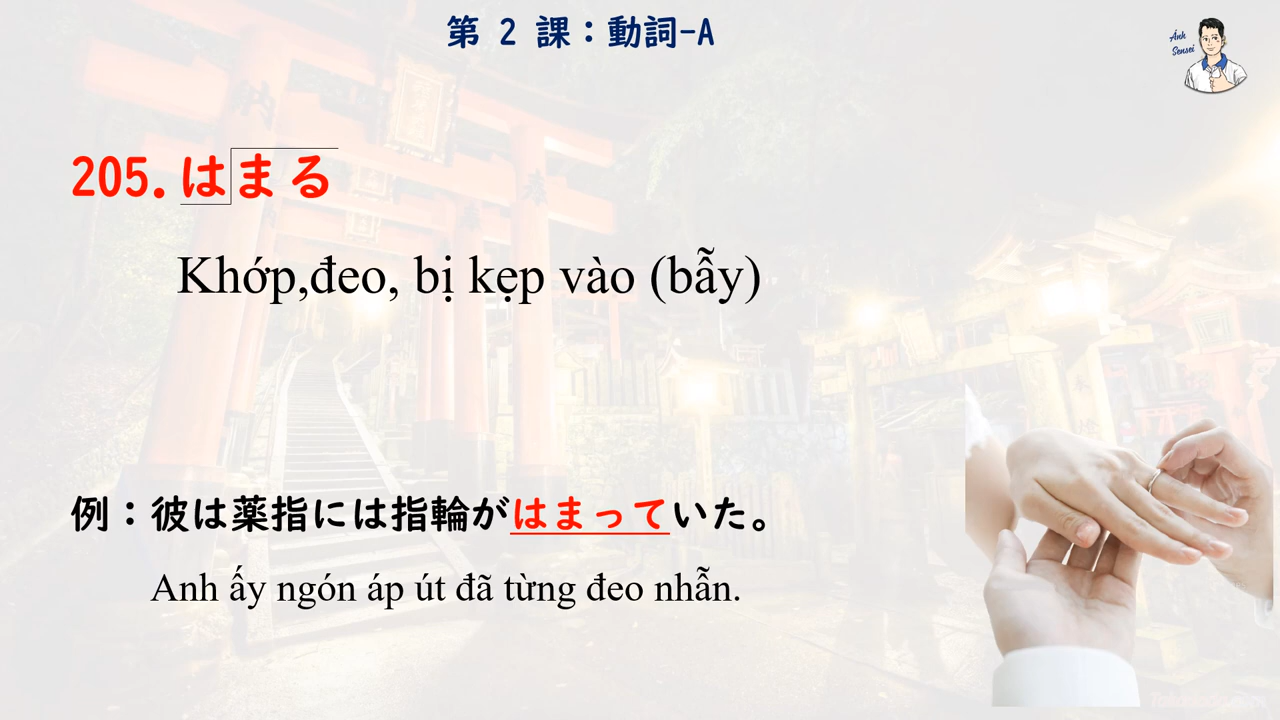 第 2 課：動詞-A
Ánh
Sensei
205.はまる
Khớp,đeo, bị kẹp vào (bẫy)
例：彼は薬指には指輪がはまっていた。
Anh ấy ngón áp út đã từng đeo nhẫn.